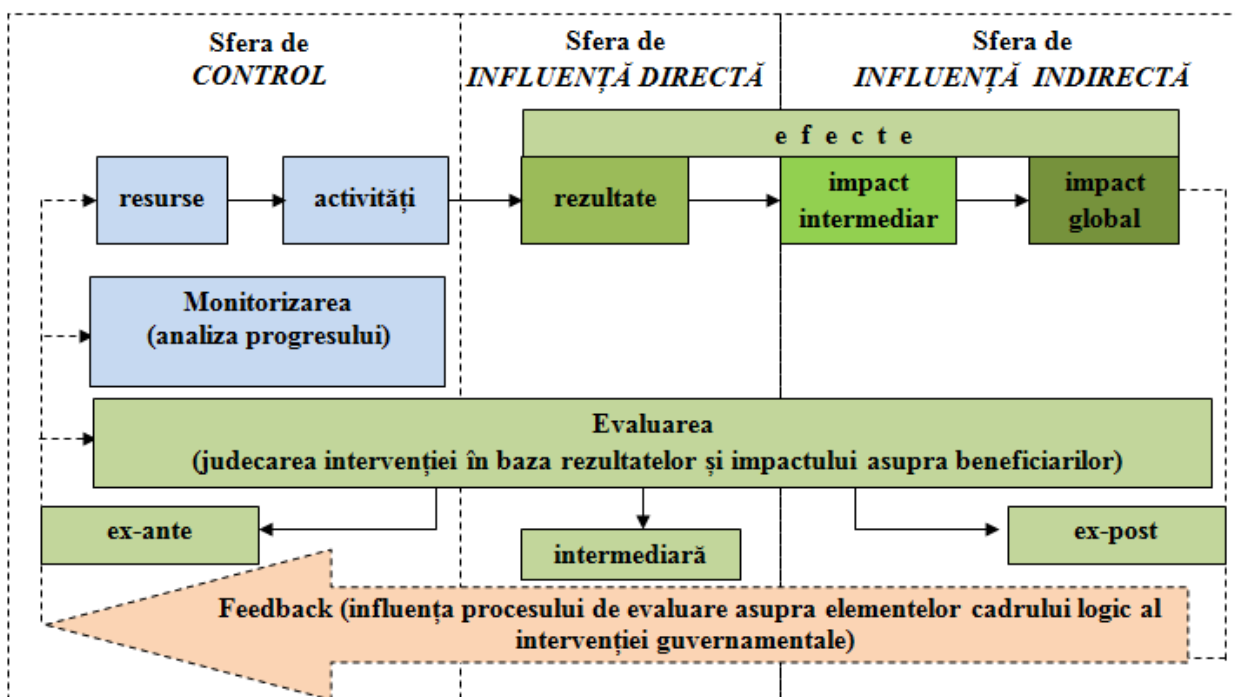 Sfera de
CONTROL
Sfera de
INFLUENȚĂ DIRECTĂ
Sfera de
INFLUENȚĂ INDIRECTĂ
e f e c t e
resurse
activități
rezultate
impact
intermediar
impact
global
Monitorizarea
(analiza progresului)
Evaluarea
(judecarea intervenției în baza rezultatelor și impactului asupra beneficiarilor)
ex-ante
intermediară
ex-post
Feedback (influența procesului de evaluare asupra elementelor cadrului logic al
intervenției guvernamentale)